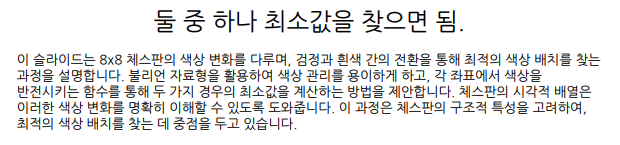 둘 중 하나 최소값을 찾으면 됨.
이 슬라이드는 8x8 체스판의 색상 변화를 다루며, 검정과 흰색 간의 전환을 통해 최적의 색상 배치를 찾는
과정을 설명합니다. 불리언 자료형을 활용하여 색상 관리를 용이하게 하고, 각 좌표에서 색상을
반전시키는 함수를 통해 두 가지 경우의 최소값을 계산하는 방법을 제안합니다. 체스판의 시각적 배열은
이러한 색상 변화를 명확히 이해할 수 있도록 도와줍니다. 이 과정은 체스판의 구조적 특성을 고려하여,
최적의 색상 배치를 찾는 데 중점을 두고 있습니다.